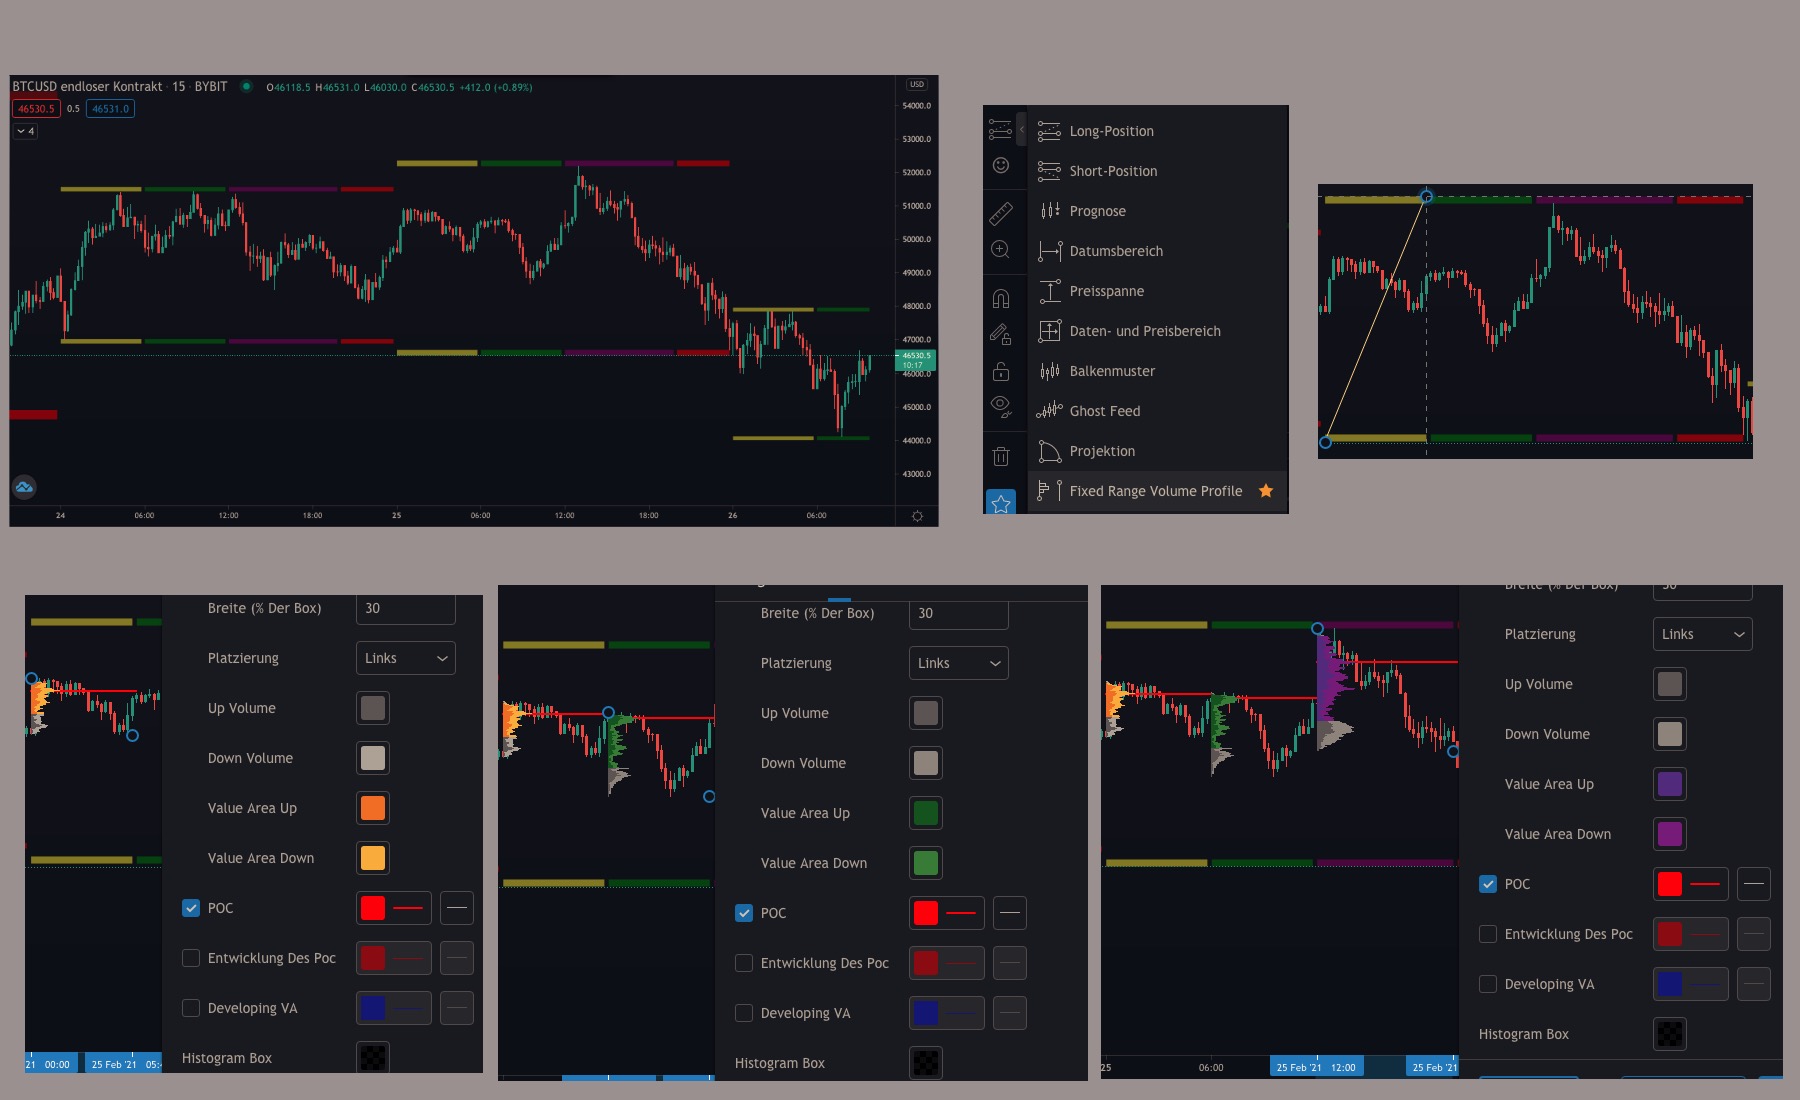 BTCUSD endloser Kontrakt · 15 · BYBIT O46118.5 H46531.0 L46030.0 C46530.5 +412.0 (+0.89%)
USD
46530.5 0.5 46531.0
4
54000.0
53000.0
52000.0
51000.0
50000.0
49000.0
48000.0
47000.0
46530.5
10:17
46000.0
45000.0
44000.0
43000.0
24 06:00 12:00 18:00 25 06:00 12:00 18:00 26 06:00
Long-Position
Short-Position
Prognose
Datumsbereich
Preisspanne
Daten- und Preisbereich
Balkenmuster
Ghost Feed
Projektion
Fixed Range Volume Profile
Breite (% Der Box) 30
Platzierung Links
Up Volume
Down Volume
Value Area Up
Value Area Down
POC
Entwicklung Des Poc
Developing VA
Histogram Box
21 00:00 25 Feb '21 05:
Breite (% Der Box) 30
Platzierung Links
Up Volume
Down Volume
Value Area Up
Value Area Down
POC
Entwicklung Des Poc
Developing VA
Histogram Box
Breite (% Der Box) 30
Platzierung Links
Up Volume
Down Volume
Value Area Up
Value Area Down
POC
Entwicklung Des Poc
Developing VA
Histogram Box
25 06:00 25 Feb '21 12:00 25 Feb '21